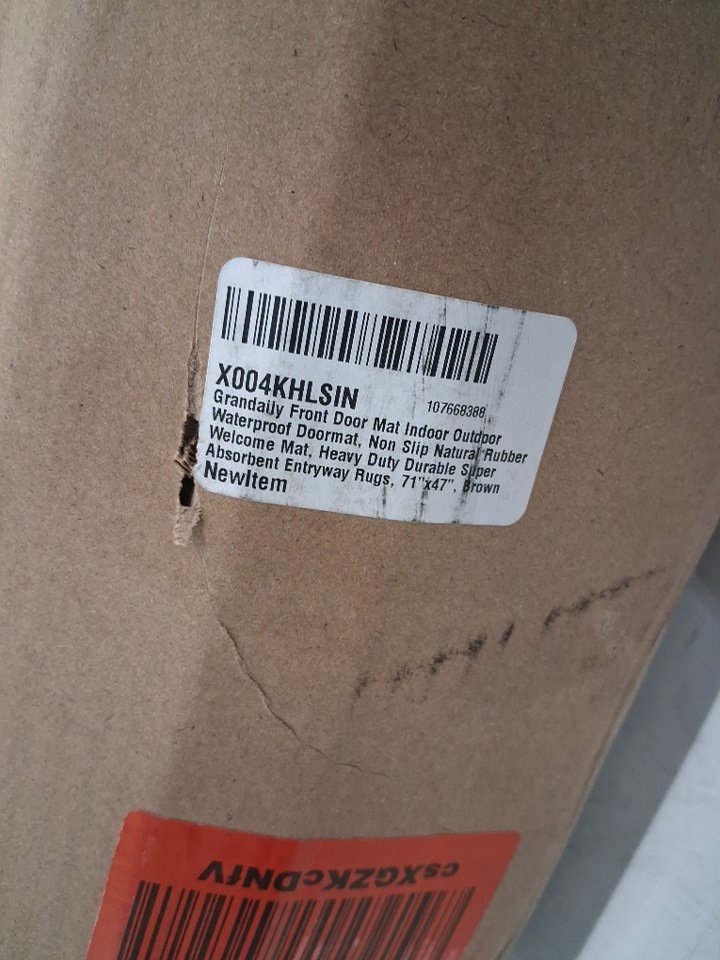 X004KHLSIN
107668388
Grandaily Front Door Mat Indoor Outdoor
Waterproof Doormat, Non Slip Natural Rubber
Welcome Mat, Heavy Duty Durable Super
Absorbent Entryway Rugs, 71"x47", Brown
NewItem
csXGZKcDNfV